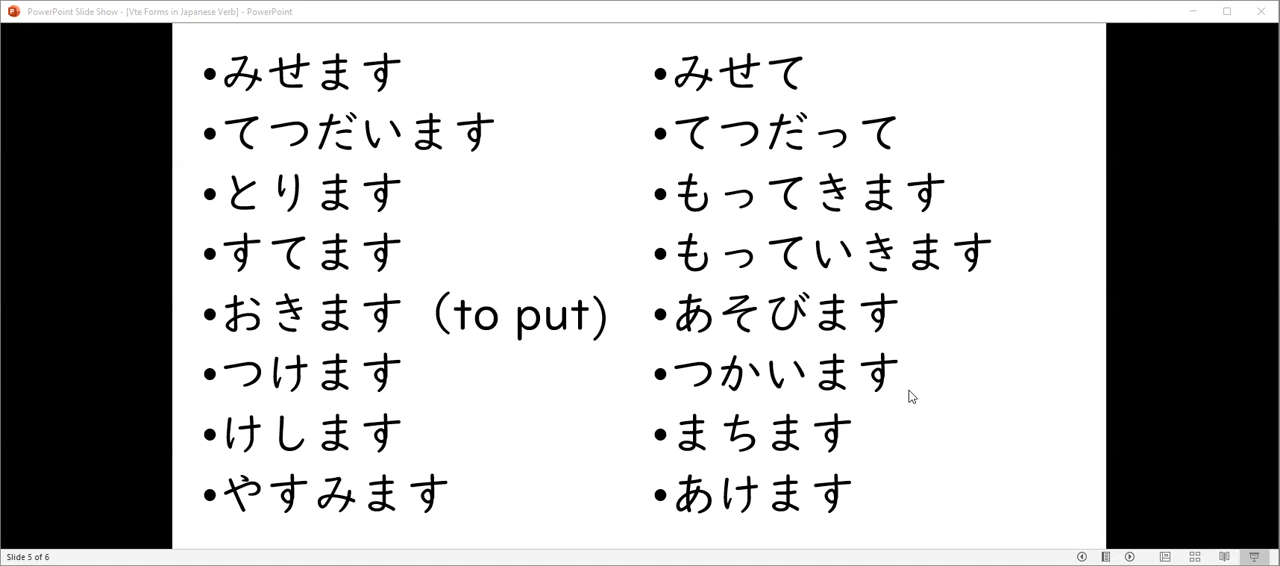 PowerPoint Slide Show - [Vte Forms in Japanese Verb] - PowerPoint
•みせます
•てつだいます
•とります
•すてます
•おきます (to put)
•つけます
•けします
•やすみます
•みせて
•てつだって
•もってきます
•もっていきます
•あそびます
•つかいます
•まちます
•あけます
Slide 5 of 6